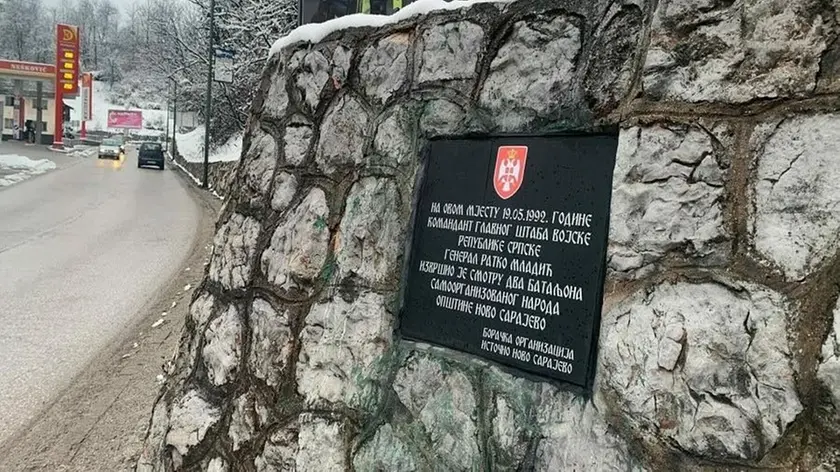 NEŠKOVIĆ
НА ОВОМ МЈЕСТУ 19.05.1992. ГОДИНЕ
КОМАНДАНТ ГЛАВНОГ ШТАБА ВОЈСКЕ
РЕПУБЛИКЕ СРПСКЕ
ГЕНЕРАЛ РАТКО МЛАДИЋ
ИЗВРШИО ЈЕ СМОТРУ ДВА БАТАЉОНА
САМООРГАНИЗОВАНОГ НАРОДА
ОПШТИНЕ НОВО САРАЈЕВО
БОРАЧКА ОРГАНИЗАЦИЈА
ИСТОЧНО НОВО САРАЈЕВО